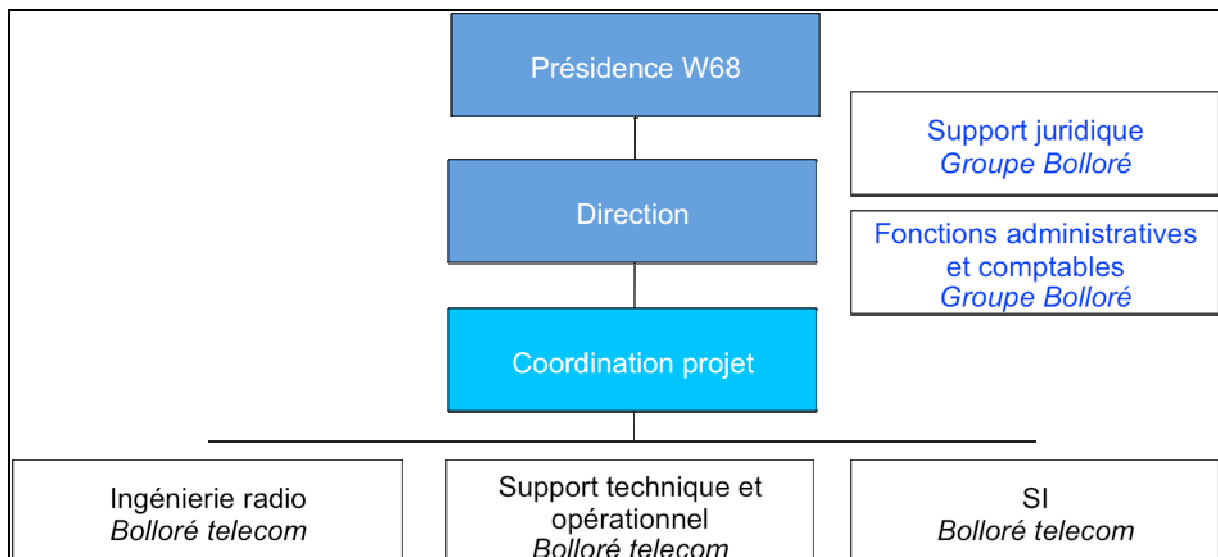 Présidence W68
Support juridique
Groupe Bolloré
Direction
Fonctions administratives
et comptables
Groupe Bolloré
Coordination projet
Ingénierie radio
Bolloré telecom
Support technique et
opérationnel
Bolloré telecom
SI
Bolloré telecom